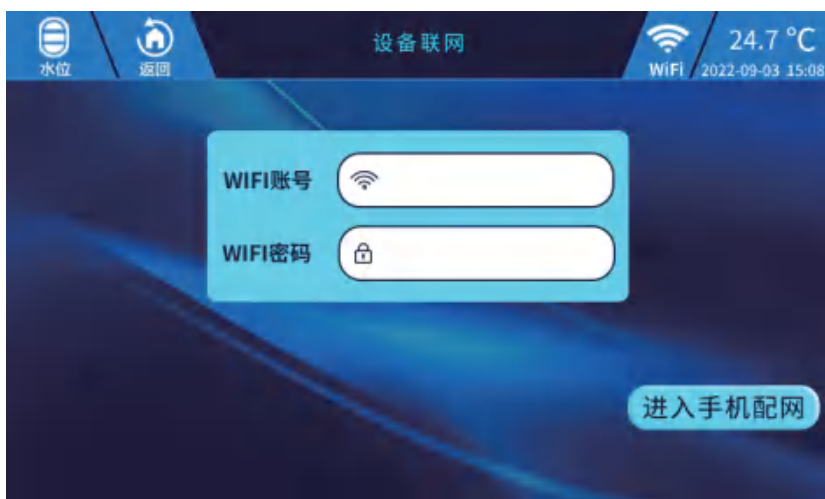 水位
返回
设备联网
WiFi
24.7 °C
2022-09-03 15:08
WIFI账号
WIFI密码
进入手机配网